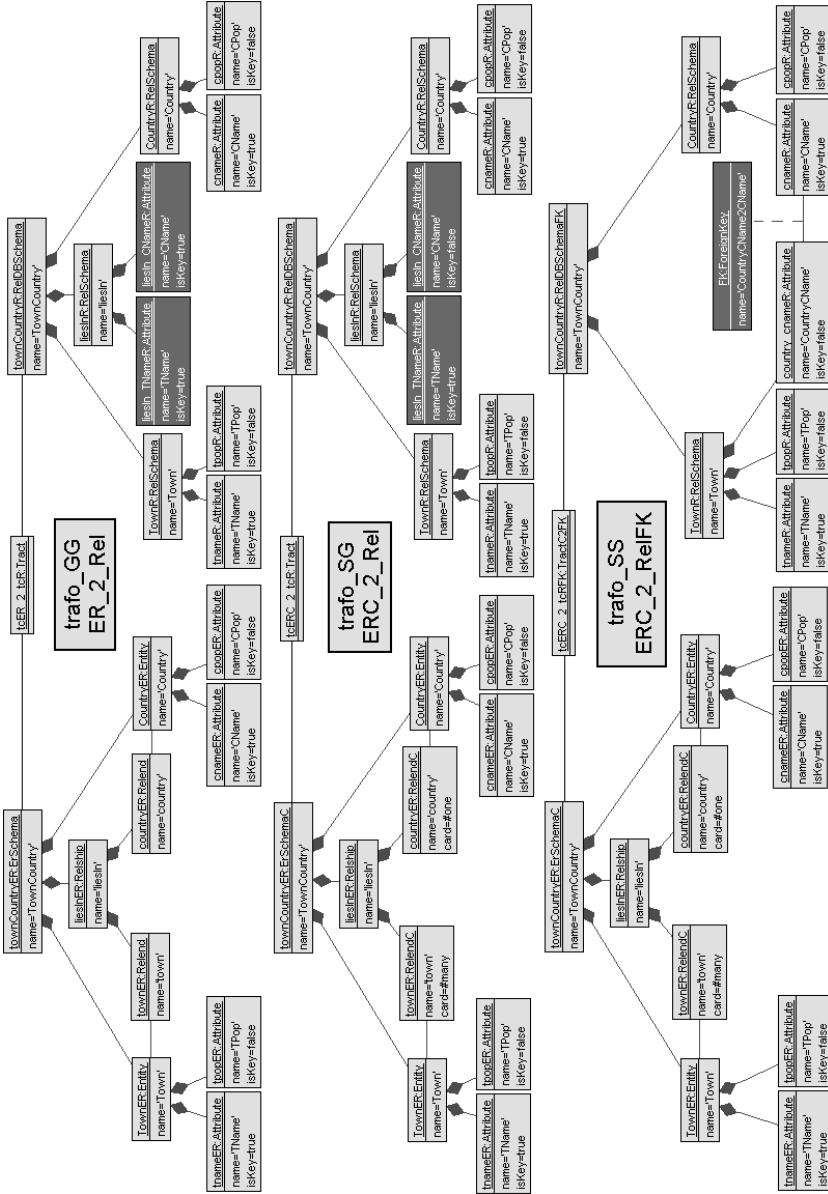 townCountryER:ErSchema
name='TownCountry'
tcER_2_tcR:Tract
townCountryR:RelDBSchema
name='TownCountry'
trafo_GG
ER_2_Rel
liesInER:Relship
name='liesIn'
liesInR:RelSchema
name='liesIn'
TownER:Entity
name='Town'
townER:Relend
name='town'
countryER:Relend
name='country'
CountryER:Entity
name='Country'
TownR:RelSchema
name='Town'
liesIn_TNameR:Attribute
name='TName'
isKey=true
liesIn_CNameR:Attribute
name='CName'
isKey=true
CountryR:RelSchema
name='Country'
tnameER:Attribute
name='TName'
isKey=true
tpopER:Attribute
name='TPop'
isKey=false
cnameER:Attribute
name='CName'
isKey=true
cpopER:Attribute
name='CPop'
isKey=false
tnameR:Attribute
name='TName'
isKey=true
tpopR:Attribute
name='TPop'
isKey=false
cnameR:Attribute
name='CName'
isKey=true
cpopR:Attribute
name='CPop'
isKey=false
townCountryER:ErSchemaC
name='TownCountry'
tcERC_2_tcR:Tract
townCountryR:RelDBSchema
name='TownCountry'
trafo_SG
ERC_2_Rel
liesInER:Relship
name='liesIn'
liesInR:RelSchema
name='liesIn'
TownER:Entity
name='Town'
townER:RelendC
name='town'
card=#many
countryER:RelendC
name='country'
card=#one
CountryER:Entity
name='Country'
TownR:RelSchema
name='Town'
liesIn_TNameR:Attribute
name='TName'
isKey=true
liesIn_CNameR:Attribute
name='CName'
isKey=false
CountryR:RelSchema
name='Country'
tnameER:Attribute
name='TName'
isKey=true
tpopER:Attribute
name='TPop'
isKey=false
cnameER:Attribute
name='CName'
isKey=true
cpopER:Attribute
name='CPop'
isKey=false
tnameR:Attribute
name='TName'
isKey=true
tpopR:Attribute
name='TPop'
isKey=false
cnameR:Attribute
name='CName'
isKey=true
cpopR:Attribute
name='CPop'
isKey=false
townCountryER:ErSchemaC
name='TownCountry'
tcERC_2_tcRFK:TractC2FK
townCountryR:RelDBSchemaFK
name='TownCountry'
trafo_SS
ERC_2_RelFK
liesInER:Relship
name='liesIn'
TownER:Entity
name='Town'
townER:RelendC
name='town'
card=#many
countryER:RelendC
name='country'
card=#one
CountryER:Entity
name='Country'
TownR:RelSchema
name='Town'
FK:ForeignKey
name='CountryCName2CName'
CountryR:RelSchema
name='Country'
tnameER:Attribute
name='TName'
isKey=true
tpopER:Attribute
name='TPop'
isKey=false
cnameER:Attribute
name='CName'
isKey=true
cpopER:Attribute
name='CPop'
isKey=false
tnameR:Attribute
name='TName'
isKey=true
tpopR:Attribute
name='TPop'
isKey=false
country_cnameR:Attribute
name='CountryCName'
isKey=false
cnameR:Attribute
name='CName'
isKey=true
cpopR:Attribute
name='CPop'
isKey=false